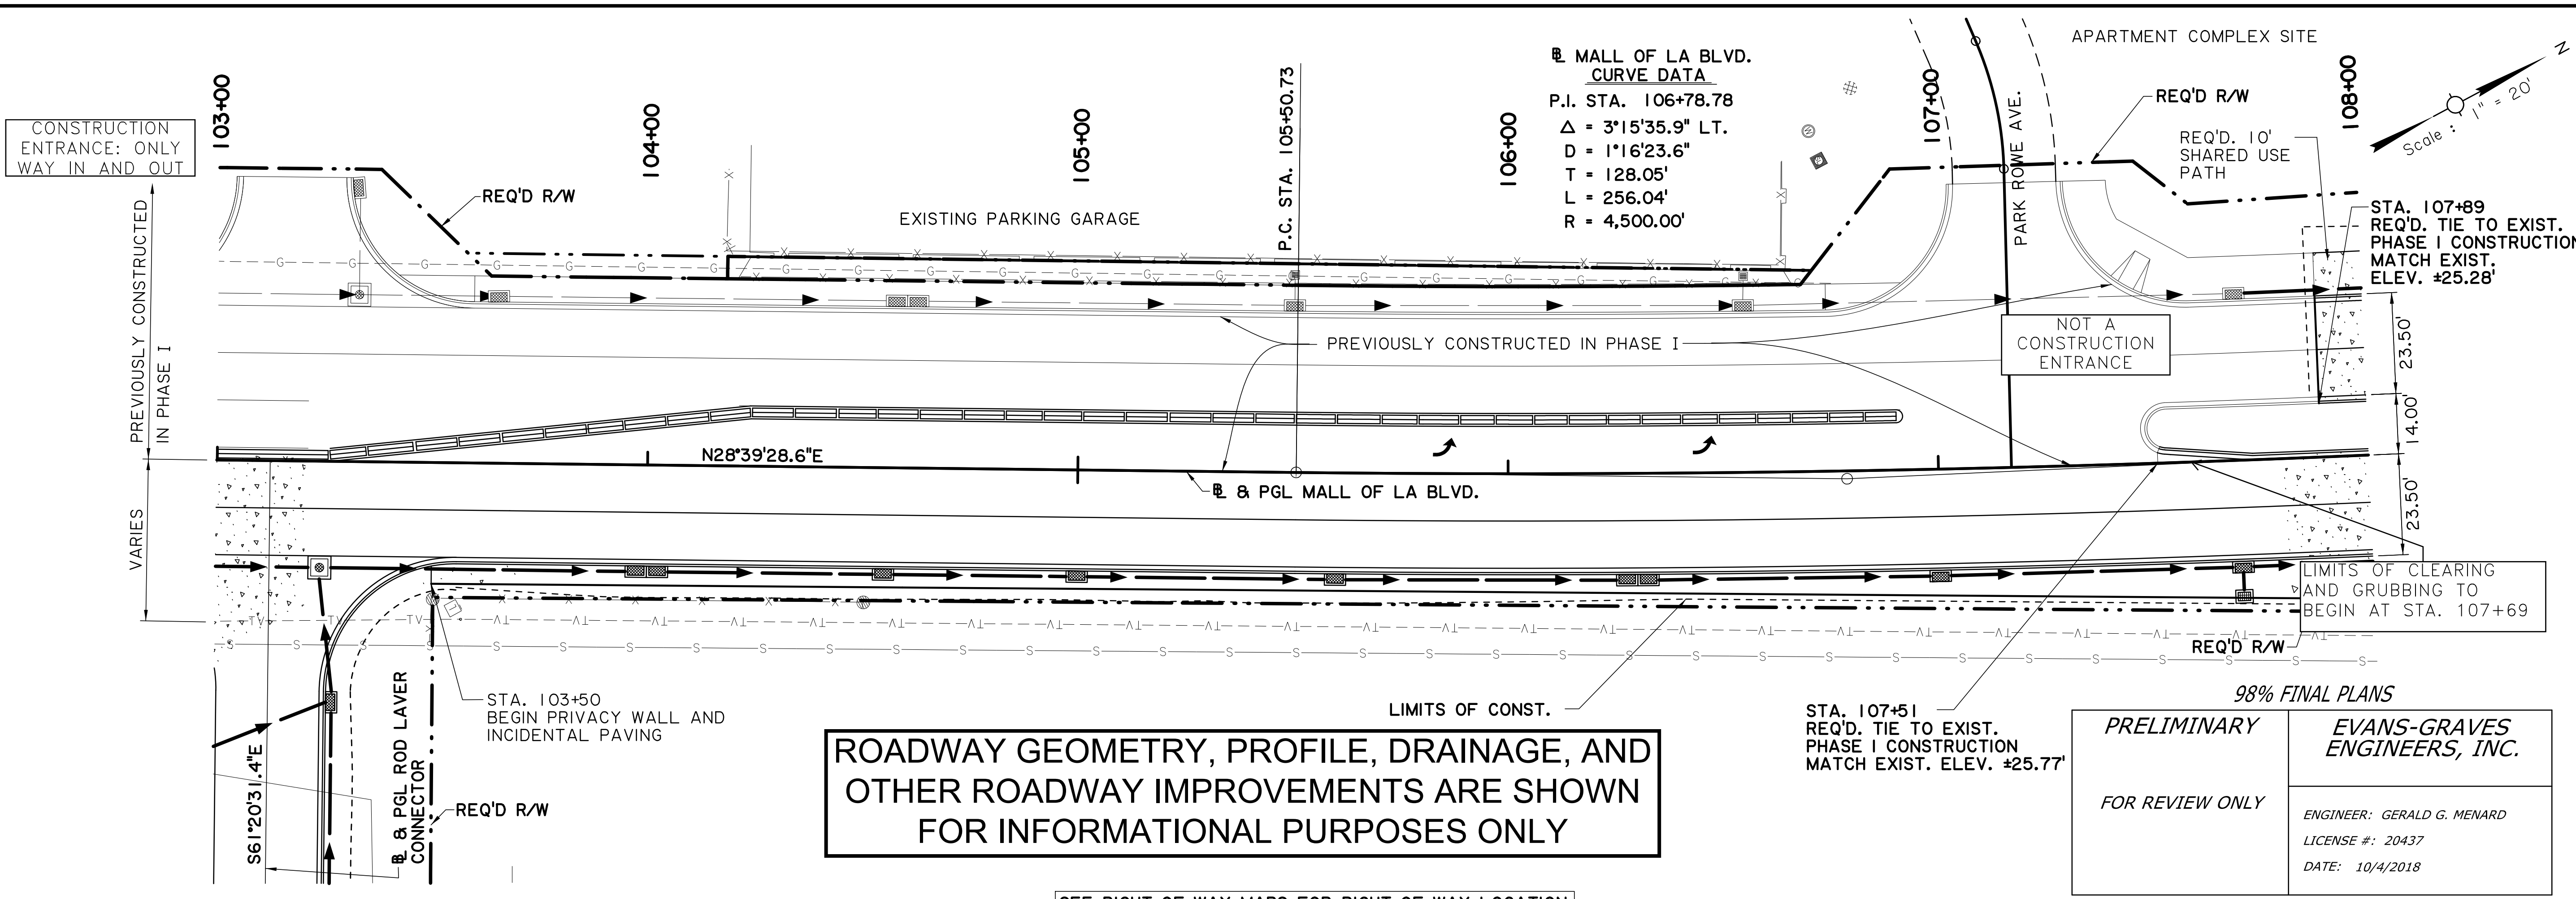 CONSTRUCTION
ENTRANCE: ONLY
WAY IN AND OUT
103+00
104+00
105+00
P.C. STA. 105+50.73
106+00
107+00
108+00
℄ MALL OF LA BLVD.
CURVE DATA
P.I. STA. 106+78.78
Δ = 3°15'35.9" LT.
D = 1°16'23.6"
T = 128.05'
L = 256.04'
R = 4,500.00'
APARTMENT COMPLEX SITE
REQ'D R/W
REQ'D. 10'
SHARED USE
PATH
N
Scale : 1" = 20'
PARK ROWE AVE.
STA. 107+89
REQ'D. TIE TO EXIST.
PHASE I CONSTRUCTION
MATCH EXIST.
ELEV. ±25.28'
REQ'D R/W
EXISTING PARKING GARAGE
PREVIOUSLY CONSTRUCTED
IN PHASE I
PREVIOUSLY CONSTRUCTED IN PHASE I
NOT A
CONSTRUCTION
ENTRANCE
23.50'
14.00'
23.50'
N28°39'28.6"E
℄ & PGL MALL OF LA BLVD.
VARIES
LIMITS OF CLEARING
AND GRUBBING TO
BEGIN AT STA. 107+69
REQ'D R/W
STA. 103+50
BEGIN PRIVACY WALL AND
INCIDENTAL PAVING
LIMITS OF CONST.
STA. 107+51
REQ'D. TIE TO EXIST.
PHASE I CONSTRUCTION
MATCH EXIST. ELEV. ±25.77'
S61°20'31.4"E
℄ & PGL ROD LAVER
CONNECTOR
REQ'D R/W
ROADWAY GEOMETRY, PROFILE, DRAINAGE, AND
OTHER ROADWAY IMPROVEMENTS ARE SHOWN
FOR INFORMATIONAL PURPOSES ONLY
98% FINAL PLANS
PRELIMINARY
FOR REVIEW ONLY
EVANS-GRAVES
ENGINEERS, INC.
ENGINEER: GERALD G. MENARD
LICENSE #: 20437
DATE: 10/4/2018
SEE RIGHT OF WAY MAPS FOR RIGHT OF WAY LOCATION